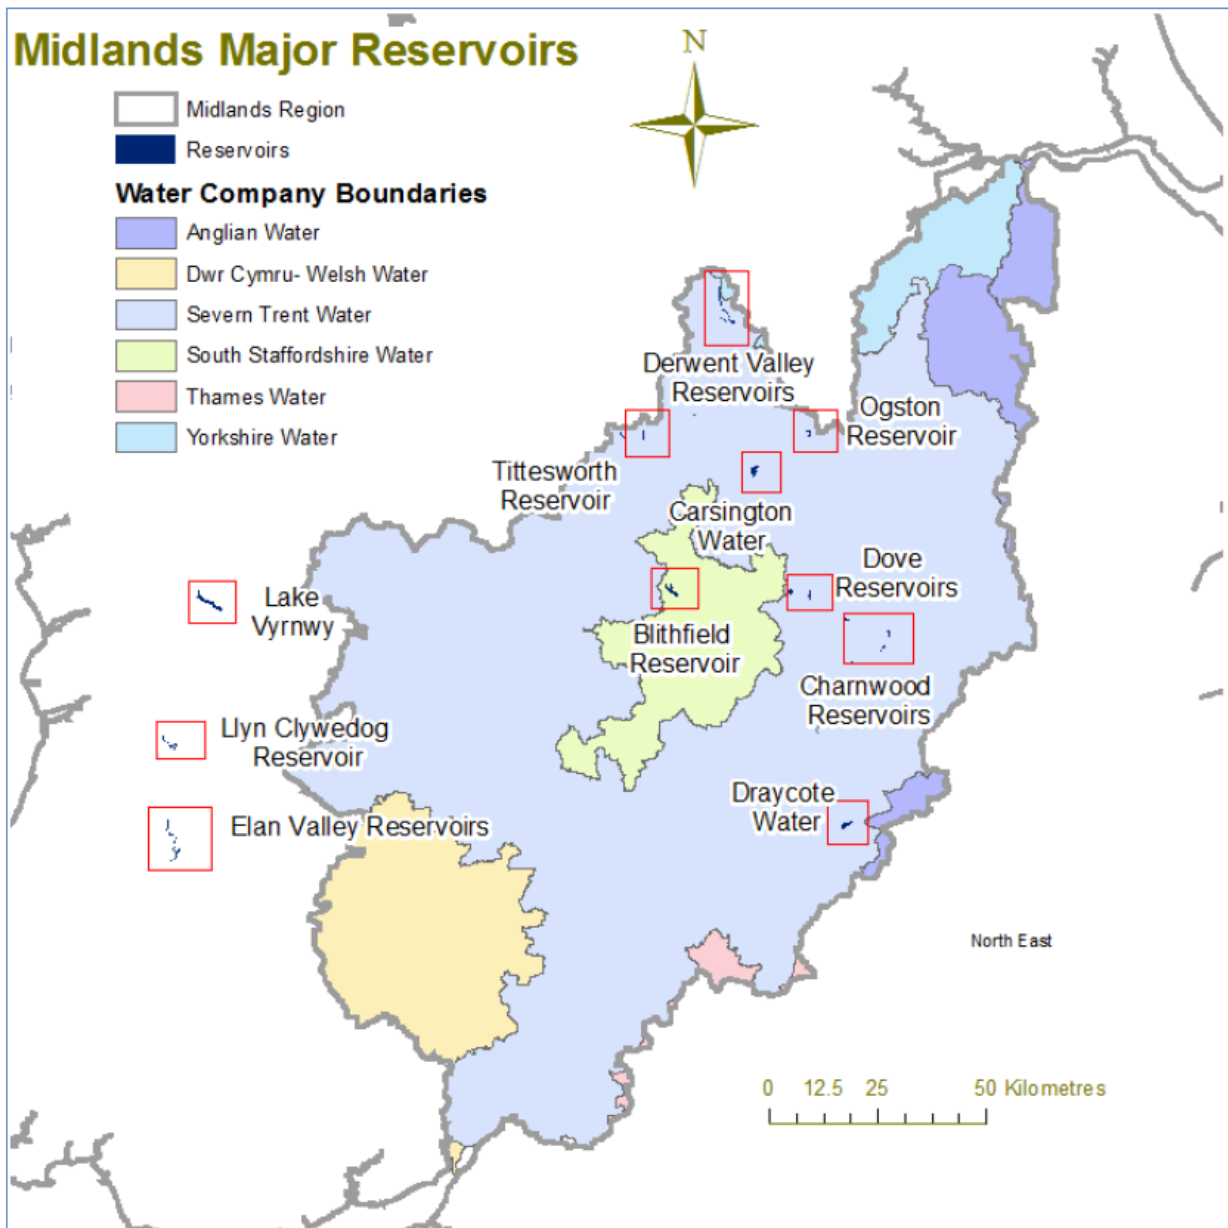 Midlands Major Reservoirs
N
Midlands Region
Reservoirs
Water Company Boundaries
Anglian Water
Dwr Cymru- Welsh Water
Severn Trent Water
South Staffordshire Water
Thames Water
Yorkshire Water
Derwent Valley
Reservoirs
Ogston
Reservoir
Tittesworth
Reservoir
Carsington
Water
Dove
Reservoirs
Lake
Vyrnwy
Blithfield
Reservoir
Charnwood
Reservoirs
Llyn Clywedog
Reservoir
Draycote
Water
Elan Valley Reservoirs
North East
0 12.5 25 50 Kilometres